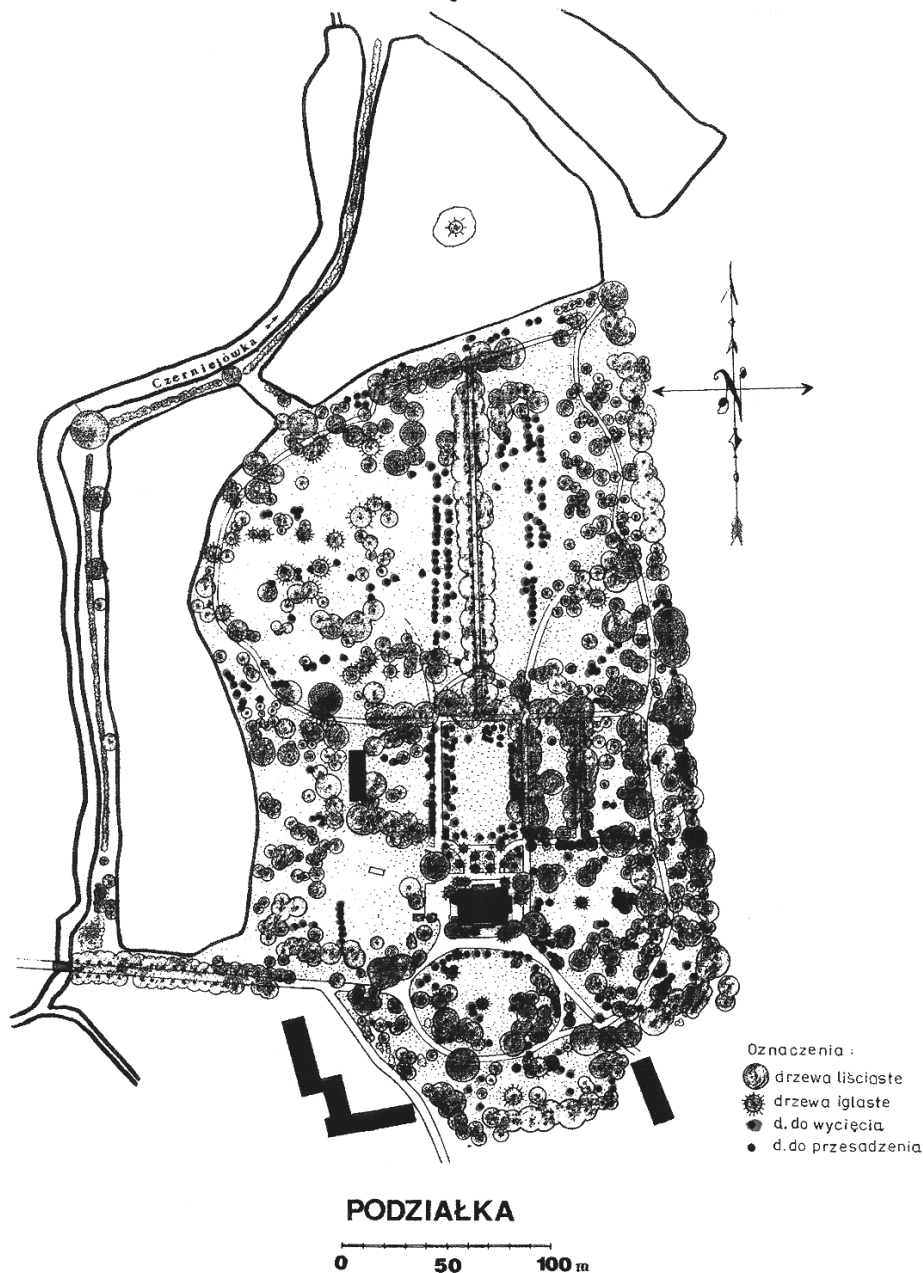 Czerniejówka
N
Oznaczenia :
drzewa liściaste
drzewa iglaste
d. do wycięcia
d. do przesadzenia
PODZIAŁKA
0 50 100 m